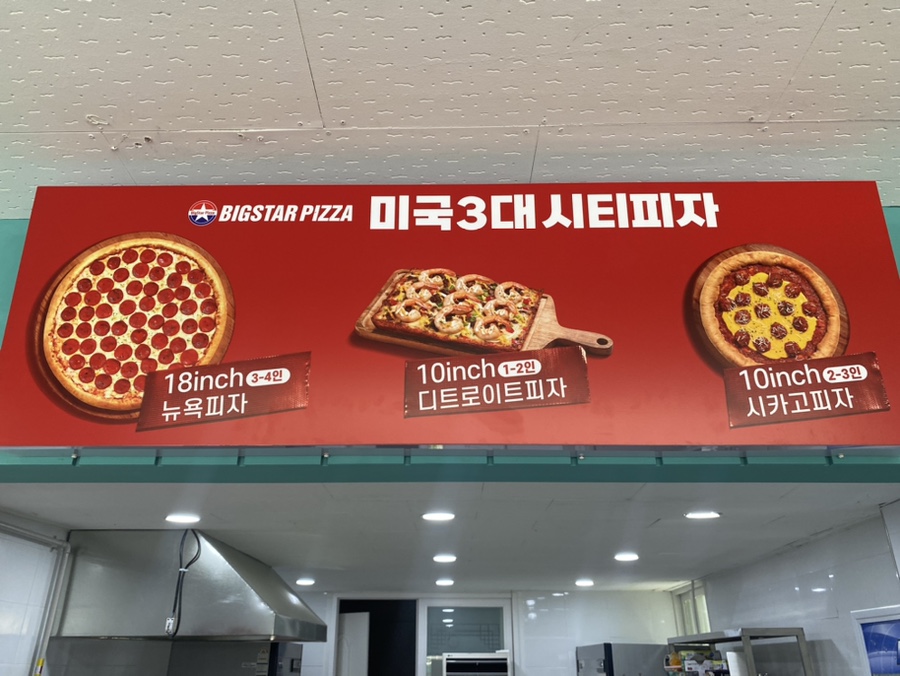 BIGSTAR PIZZA 미국3대 시티피자
18inch 3-4인
뉴욕피자
10inch 1-2인
디트로이트피자
10inch 2-3인
시카고피자